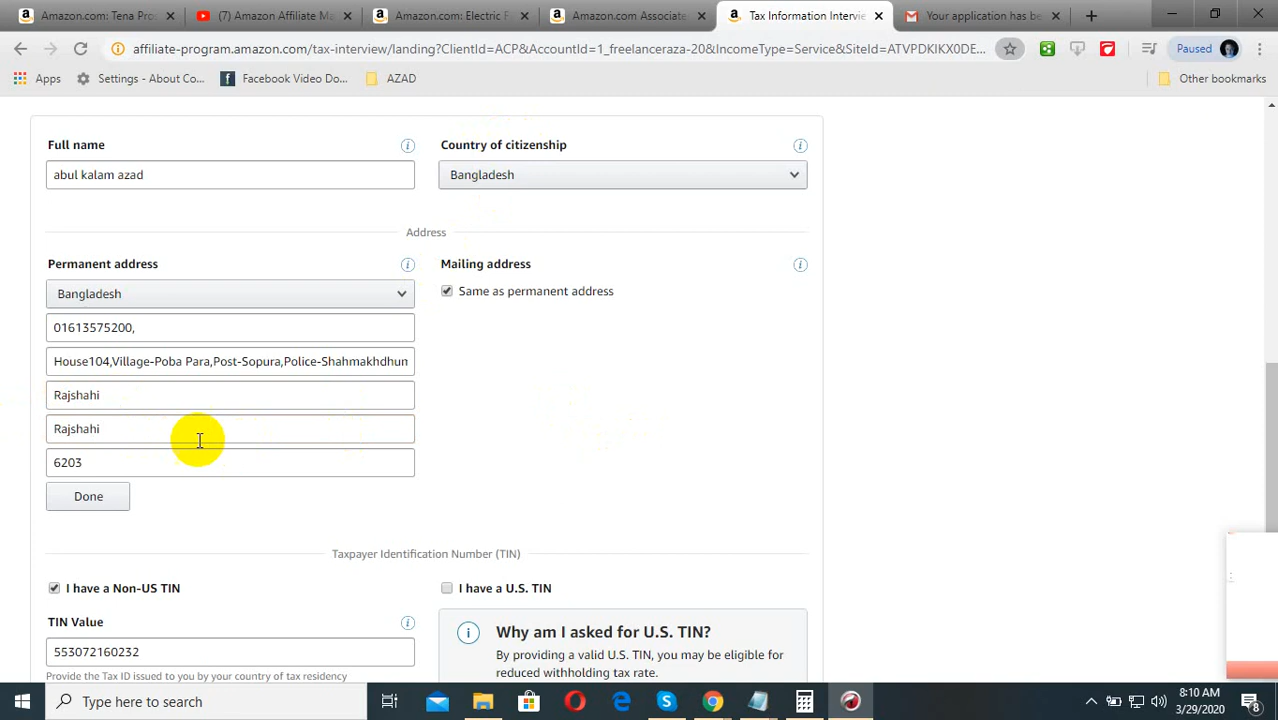 Amazon.com: Tena Pro
(7) Amazon Affiliate Ma
Amazon.com: Electric F
Amazon.com Associate
Tax Information Intervie
Your application has be
affiliate-program.amazon.com/tax-interview/landing?ClientId=ACP&AccountId=1_freelanceraza-20&IncomeType=Service&SiteId=ATVPDKIKX0DE...
Paused
Apps
Settings - About Co...
Facebook Video Do...
AZAD
Other bookmarks
Full name
Country of citizenship
abul kalam azad
Bangladesh
Address
Permanent address
Mailing address
Bangladesh
Same as permanent address
01613575200,
House104,Village-Poba Para,Post-Sopura,Police-Shahmakhdhum
Rajshahi
Rajshahi
6203
Done
Taxpayer Identification Number (TIN)
I have a Non-US TIN
I have a U.S. TIN
TIN Value
Why am I asked for U.S. TIN?
553072160232
By providing a valid U.S. TIN, you may be eligible for
reduced withholding tax rate.
Provide the Tax ID issued to you by your country of tax residency
Type here to search
8:10 AM
3/29/2020
8